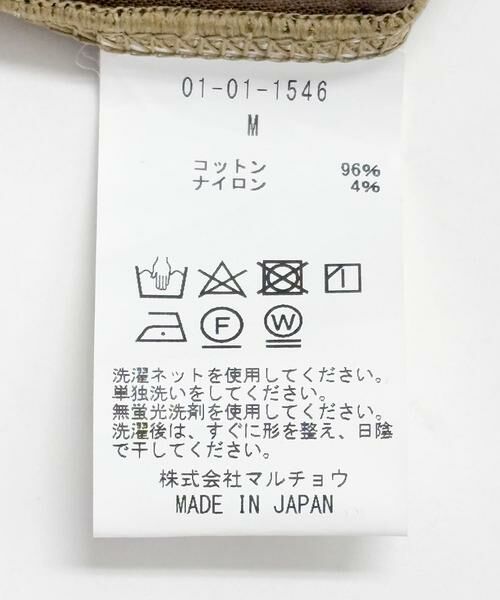 01-01-1546
M
コットン 96%
ナイロン 4%
F W
洗濯ネットを使用してください。
単独洗いをしてください。
無蛍光洗剤を使用してください。
洗濯後は、すぐに形を整え、日陰
で干してください。
株式会社マルチョウ
MADE IN JAPAN